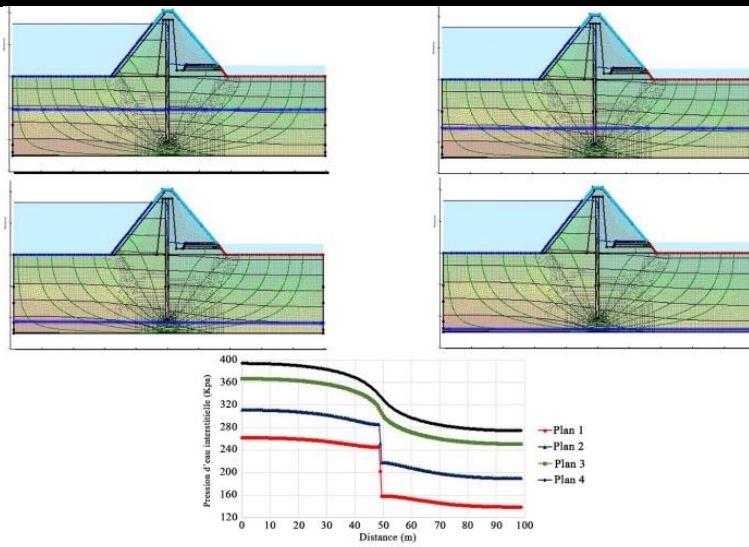 400
360
320
280
240
200
160
120
Pression d'eau interstitielle (Kpa)
0 10 20 30 40 50 60 70 80 90 100
Distance (m)
Plan 1
Plan 2
Plan 3
Plan 4